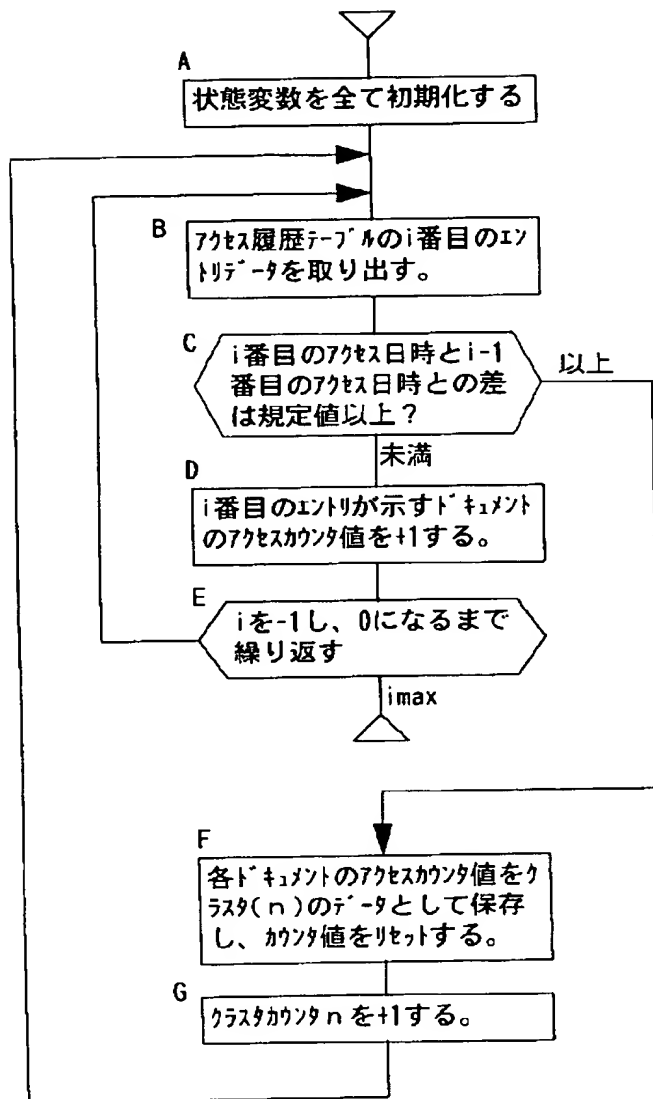 A
状態変数を全て初期化する
B
アクセス履歴テーブルのi番目のエン
トリデータを取り出す。
C
i番目のアクセス日時とi-1
番目のアクセス日時との差
は規定値以上?
以上
未満
D
i番目のエントリが示すドキュメント
のアクセスカウンタ値を+1する。
E
iを-1し、0になるまで
繰り返す
imax
F
各ドキュメントのアクセスカウンタ値をク
ラスタ(n)のデータとして保存
し、カウンタ値をリセットする。
G
クラスタカウンタnを+1する。